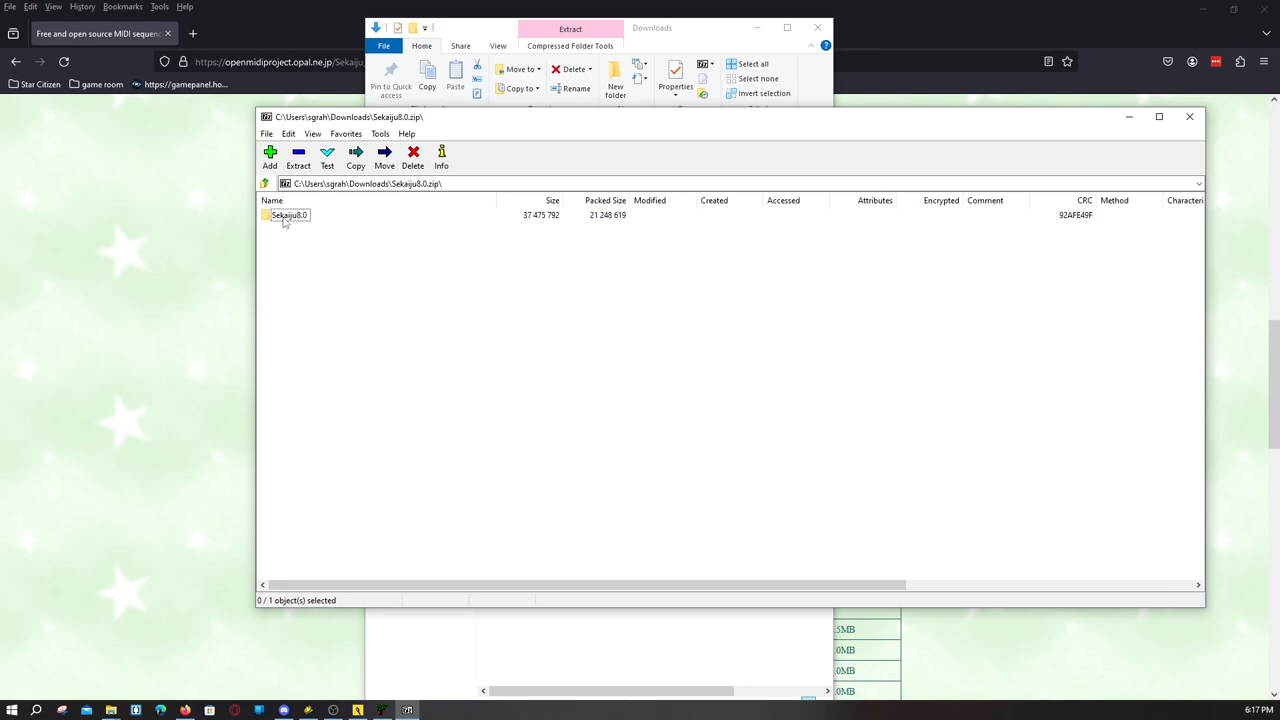 File Edit View History Bookmarks Tools Help
Extract Downloads
Free / open source MIDI sequenc
File Home Share View Compressed Folder Tools
https://openmidiproject.opal.ne.jp/Sekaiju
Move to Delete Select all
Pin to Quick access Copy Paste Copy to Rename New folder Properties Select none
Invert selection
tar Citizen game room https://gamepanel.ho...
C:\Users\sgrah\Downloads\Sekaiju8.0.zip\
File Edit View Favorites Tools Help
Add Extract Test Copy Move Delete Info
C:\Users\sgrah\Downloads\Sekaiju8.0.zip\
Name Size Packed Size Modified Created Accessed Attributes Encrypted Comment CRC Method Characteri
Sekaiju8.0 37 475 792 21 248 619 92AFE49F
0 / 1 object(s) selected
.5MB
.0MB
.0MB
.0MB
6:17 PM